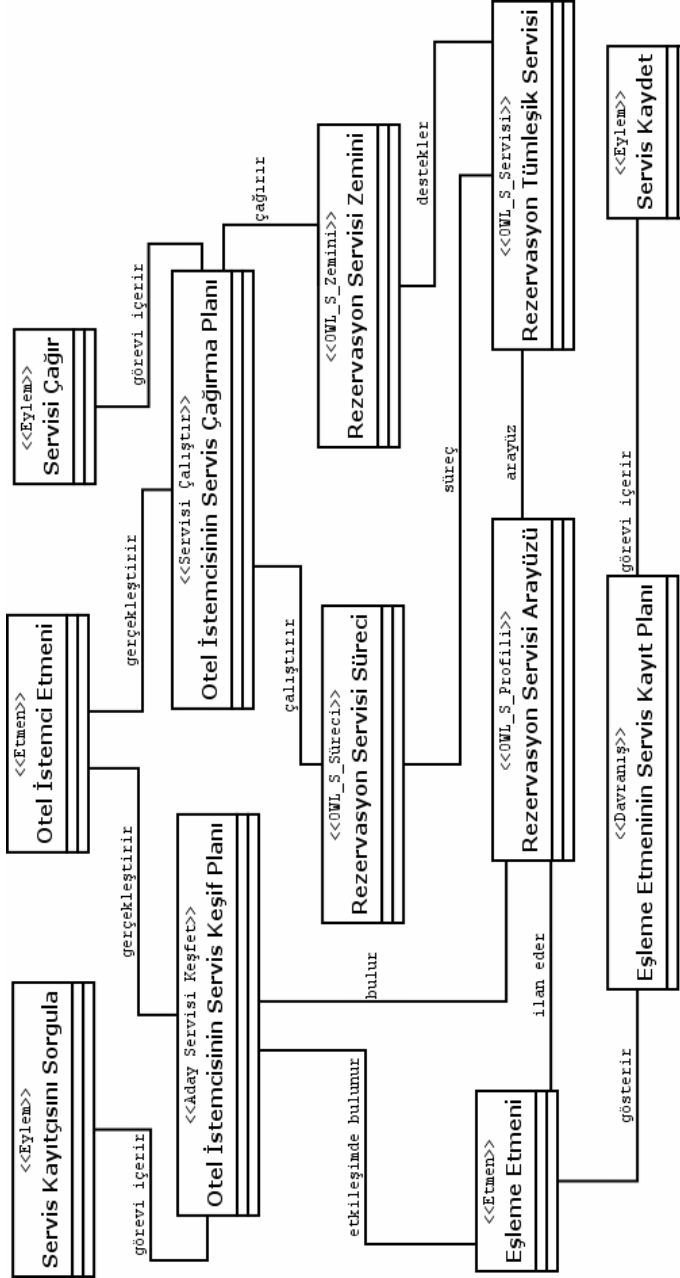 <<Eylem>>
Servis Kayıtçısını Sorgula
<<Etmen>>
Otel İstemci Etmeni
<<Eylem>>
Servisi Çağır
görevi içerir
gerçekleştirir
gerçekleştirir
görevi içerir
<<Aday Servisi Keşfet>>
Otel İstemcisinin Servis Keşif Planı
<<Servisi Çalıştır>>
Otel İstemcisinin Servis Çağırma Planı
çalıştırır
çağırır
<<OWL_S_Süreci>>
Rezervasyon Servisi Süreci
<<OWL_S_Zemini>>
Rezervasyon Servisi Zemini
etkileşimde bulunur
bulur
süreç
destekler
<<Etmen>>
Eşleme Etmeni
<<OWL_S_Profili>>
Rezervasyon Servisi Arayüzü
arayüz
<<OWL_S_Servisi>>
Rezervasyon Tümleşik Servisi
ilan eder
gösterir
<<Davranış>>
Eşleme Etmeninin Servis Kayıt Planı
görevi içerir
<<Eylem>>
Servis Kaydet